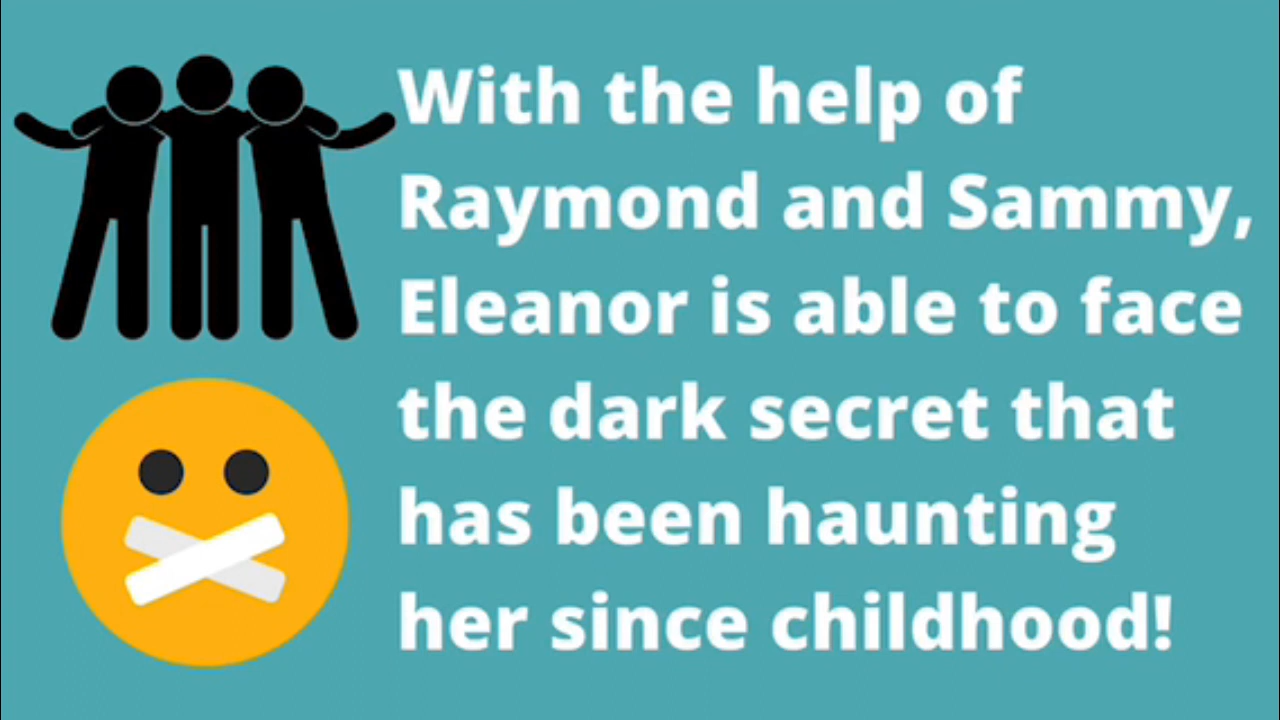 With the help of
Raymond and Sammy,
Eleanor is able to face
the dark secret that
has been haunting
her since childhood!